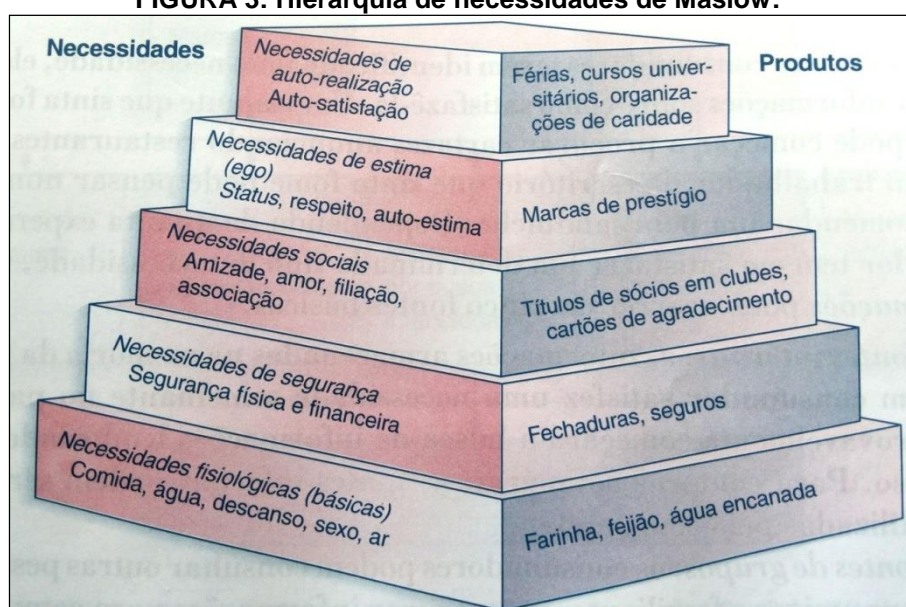 FIGURA 3. Hierarquia de necessidades de Maslow.
Necessidades
Produtos
Necessidades de
auto-realização
Auto-satisfação
Férias, cursos univer-
sitários, organiza-
ções de caridade
Necessidades de estima
(ego)
Status, respeito, auto-estima
Marcas de prestígio
Necessidades sociais
Amizade, amor, filiação,
associação
Títulos de sócios em clubes,
cartões de agradecimento
Necessidades de segurança
Segurança física e financeira
Fechaduras, seguros
Necessidades fisiológicas (básicas)
Comida, água, descanso, sexo, ar
Farinha, feijão, água encanada